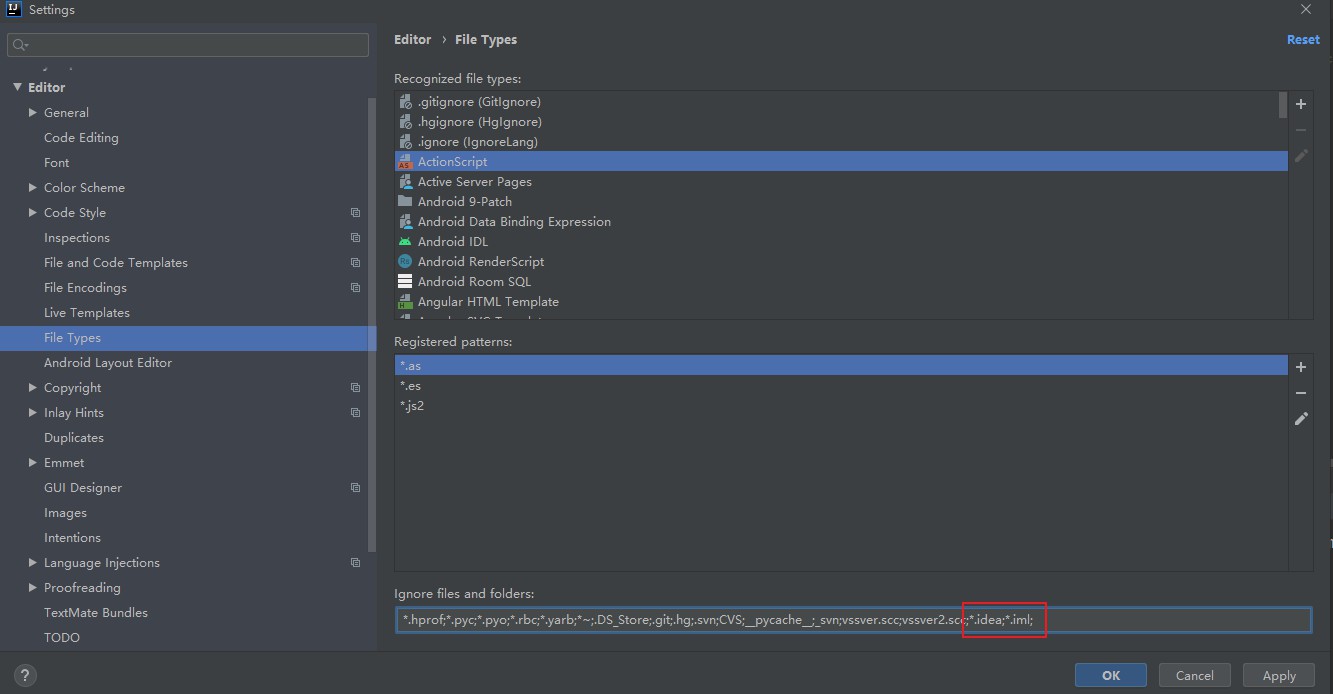 Settings
Editor
General
Code Editing
Font
Color Scheme
Code Style
Inspections
File and Code Templates
File Encodings
Live Templates
File Types
Android Layout Editor
Copyright
Inlay Hints
Duplicates
Emmet
GUI Designer
Images
Intentions
Language Injections
Proofreading
TextMate Bundles
TODO
Editor › File Types
Reset
Recognized file types:
.gitignore (GitIgnore)
.hgignore (HgIgnore)
.ignore (IgnoreLang)
ActionScript
Active Server Pages
Android 9-Patch
Android Data Binding Expression
Android IDL
Android RenderScript
Android Room SQL
Angular HTML Template
Registered patterns:
*.as
*.es
*.js2
Ignore files and folders:
*.hprof;*.pyc;*.pyo;*.rbc;*.yarb;*~;.DS_Store;.git;.hg;.svn;CVS;__pycache__;_svn;vssver.scc;vssver2.scc;*.idea;*.iml;
?
OK
Cancel
Apply